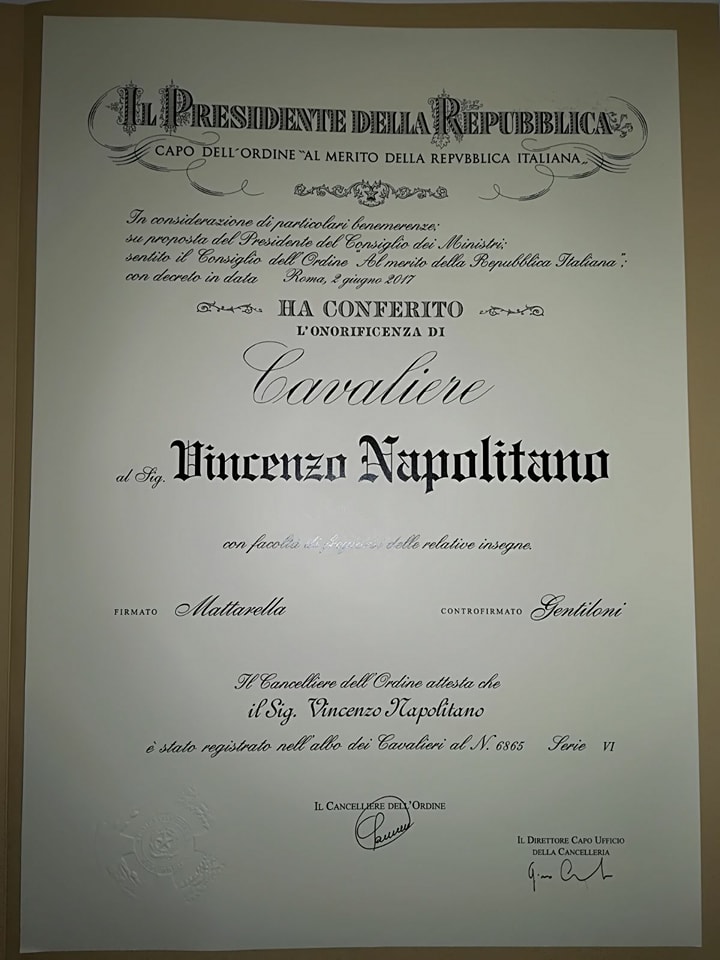 IL PRESIDENTE DELLA REPUBBLICA
CAPO DELL'ORDINE "AL MERITO DELLA REPVBBLICA ITALIANA"
In considerazione di particolari benemerenze;
su proposta del Presidente del Consiglio dei Ministri;
sentito il Consiglio dell'Ordine "Al merito della Repubblica Italiana";
con decreto in data Roma, 2 giugno 2017
HA CONFERITO
L'ONORIFICENZA DI
Cavaliere
al Sig. Vincenzo Napolitano
con facoltà di fregiarsi delle relative insegne.
FIRMATO Mattarella CONTROFIRMATO Gentiloni
Il Cancelliere dell'Ordine attesta che
il Sig. Vincenzo Napolitano
è stato registrato nell'albo dei Cavalieri al N. 6865 Serie VI
IL CANCELLIERE DELL'ORDINE
IL DIRETTORE CAPO UFFICIO
DELLA CANCELLERIA